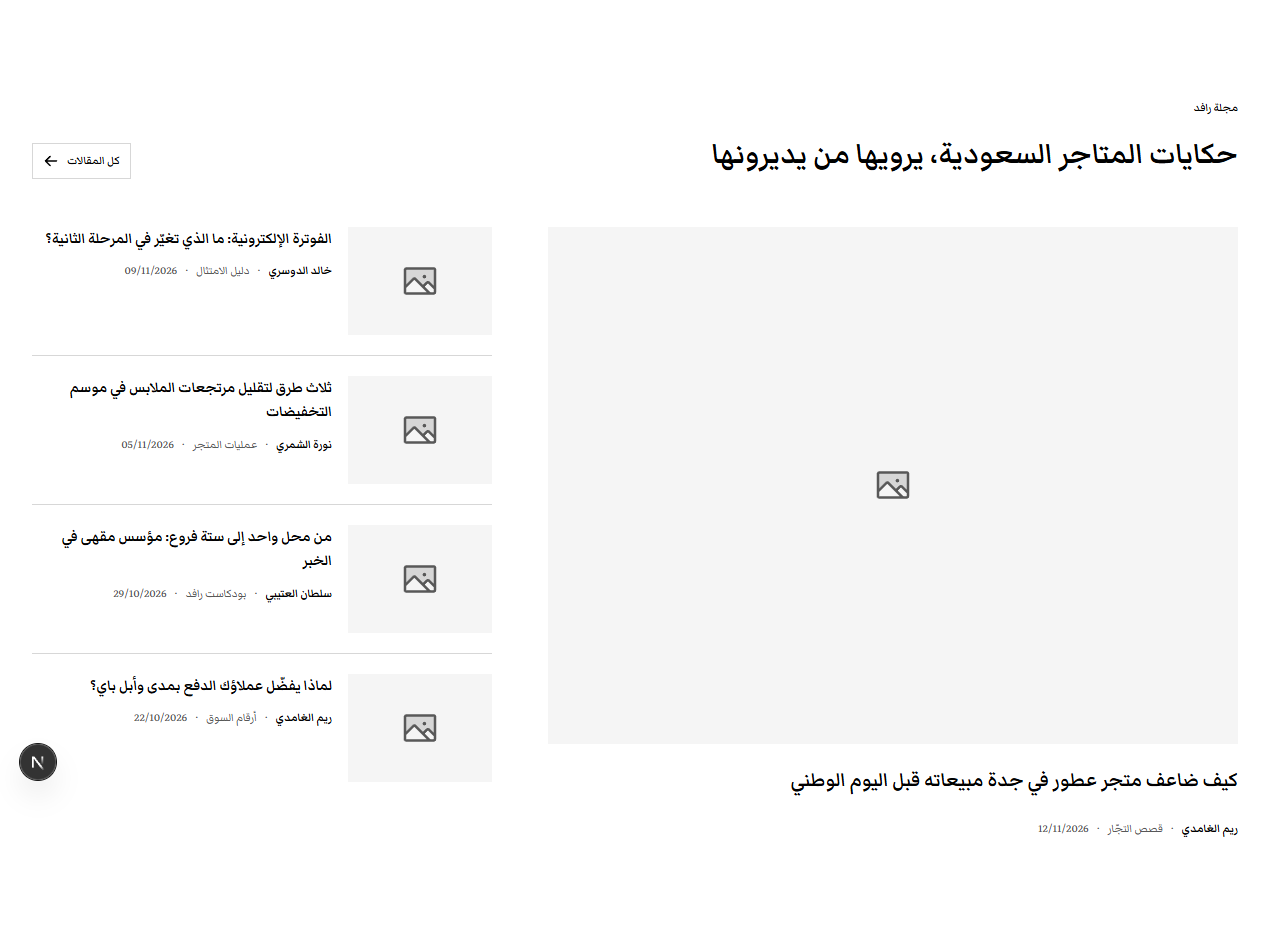 مجلة رافد
حكايات المتاجر السعودية، يرويها من يديرونها
كل المقالات
كيف ضاعف متجر عطور في جدة مبيعاته قبل اليوم الوطني
ريم الغامدي · قصص التجّار · 12/11/2026
الفوترة الإلكترونية: ما الذي تغيّر في المرحلة الثانية؟
خالد الدوسري · دليل الامتثال · 09/11/2026
ثلاث طرق لتقليل مرتجعات الملابس في موسم
التخفيضات
نورة الشمري · عمليات المتجر · 05/11/2026
من محل واحد إلى ستة فروع: مؤسس مقهى في
الخبر
سلطان العتيبي · بودكاست رافد · 29/10/2026
لماذا يفضّل عملاؤك الدفع بمدى وأبل باي؟
ريم الغامدي · أرقام السوق · 22/10/2026
N